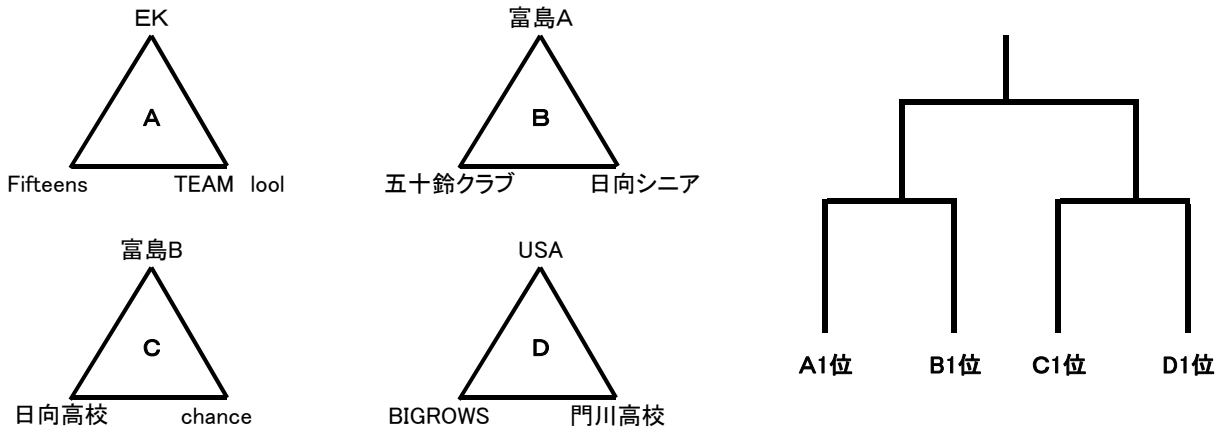 EK
A
Fifteens
TEAM lool
富島A
B
五十鈴クラブ
日向シニア
富島B
C
日向高校
chance
USA
D
BIGROWS
門川高校
A1位
B1位
C1位
D1位